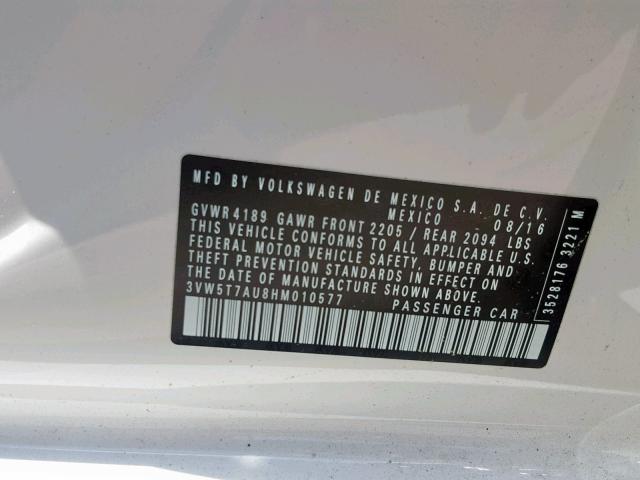 MFD BY VOLKSWAGEN DE MEXICO S.A. DE C.V.
MEXICO 08/16
GVWR 4189 GAWR FRONT 2205 / REAR 2094 LBS
THIS VEHICLE CONFORMS TO ALL APPLICABLE U.S.
FEDERAL MOTOR VEHICLE SAFETY, BUMPER AND
THEFT PREVENTION STANDARDS IN EFFECT ON
THE DATE OF MANUFACTURE SHOWN ABOVE.
3VW5T7AU8HM010577 PASSENGER CAR
3528176 3221 M